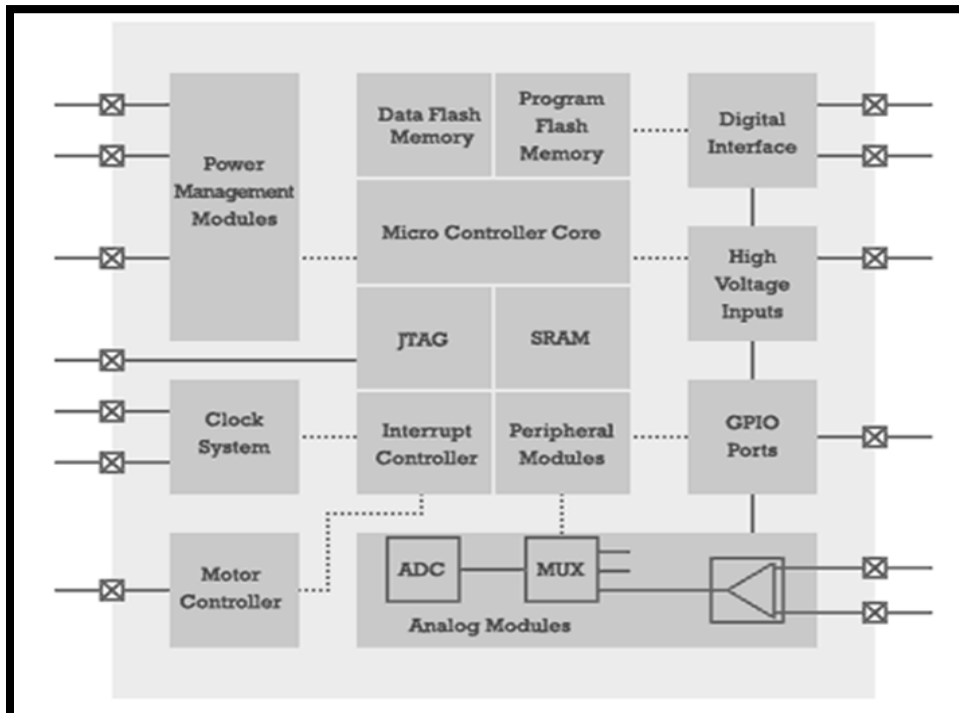 Power
Management
Modules
Data Flash
Memory
Program
Flash
Memory
Digital
Interface
Micro Controller Core
High
Voltage
Inputs
JTAG
SRAM
Clock
System
Interrupt
Controller
Peripheral
Modules
GPIO
Ports
Motor
Controller
ADC
MUX
Analog Modules